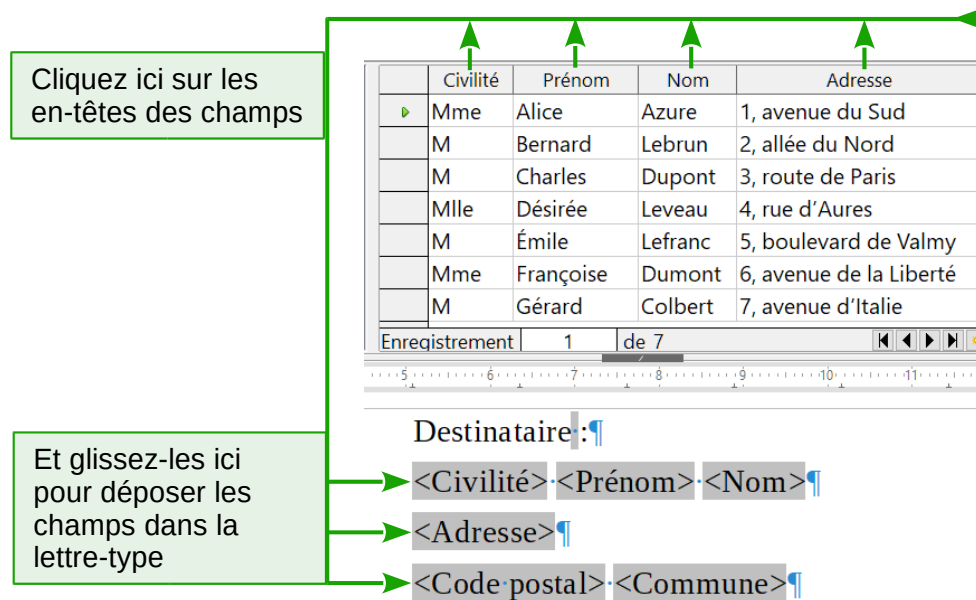 Cliquez ici sur les
en-têtes des champs
Civilité Prénom Nom Adresse
Mme Alice Azure 1, avenue du Sud
M Bernard Lebrun 2, allée du Nord
M Charles Dupont 3, route de Paris
Mlle Désirée Leveau 4, rue d’Aures
M Émile Lefranc 5, boulevard de Valmy
Mme Françoise Dumont 6, avenue de la Liberté
M Gérard Colbert 7, avenue d’Italie
Enregistrement 1 de 7
5 6 7 8 9 10 11
Destinataire :¶
Et glissez-les ici
pour déposer les
champs dans la
lettre-type
<Civilité>·<Prénom>·<Nom>¶
<Adresse>¶
<Code·postal>·<Commune>¶